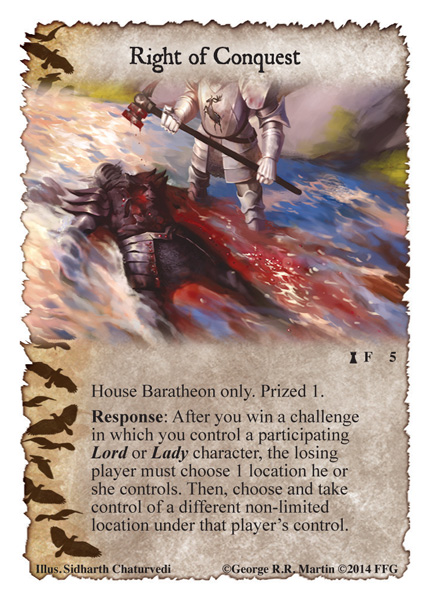 Right of Conquest
F 5
House Baratheon only. Prized 1.
Response: After you win a challenge
in which you control a participating
Lord or Lady character, the losing
player must choose 1 location he or
she controls. Then, choose and take
control of a different non-limited
location under that player's control.
Illus. Sidharth Chaturvedi ©George R.R. Martin ©2014 FFG